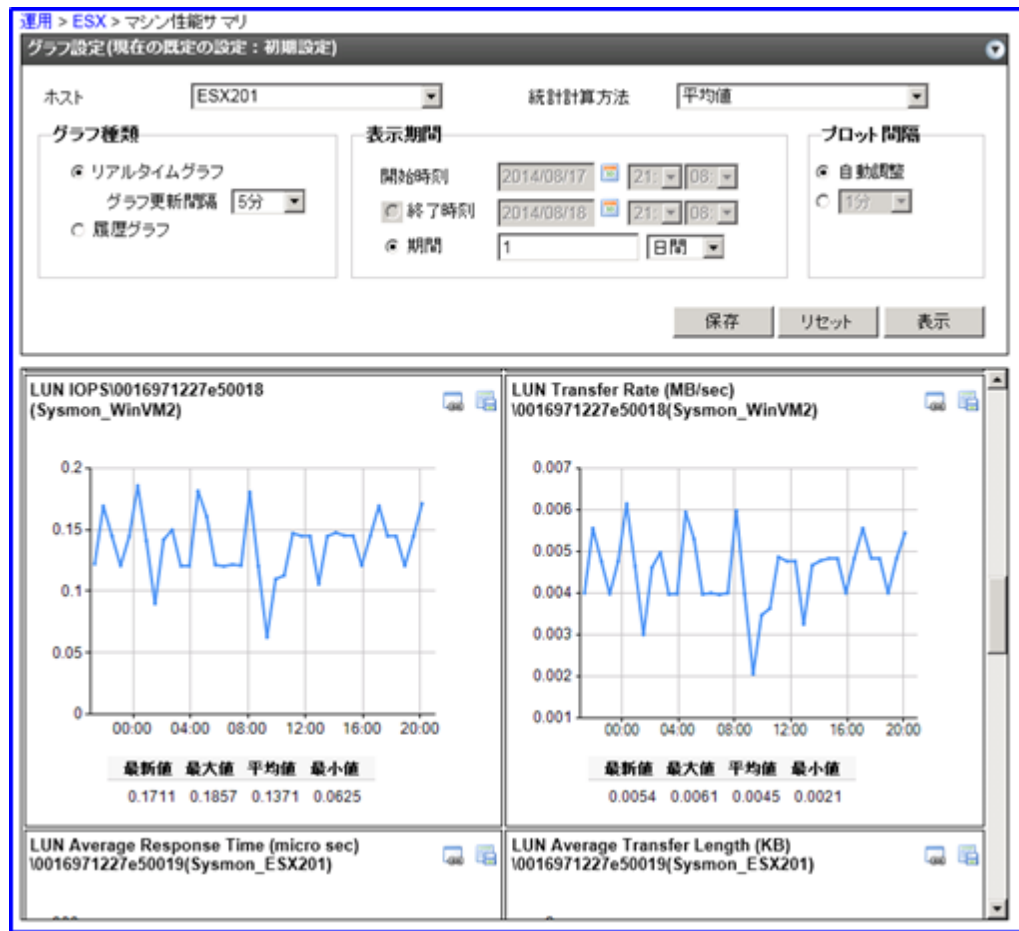 運用 > ESX > マシン性能サマリ
グラフ設定(現在の既定の設定：初期設定)
ホスト ESX201 統計計算方法 平均値
グラフ種類 表示期間 プロット間隔
リアルタイムグラフ 開始時刻 2014/08/17 21: 08: 自動調整
グラフ更新間隔 5分 終了時刻 2014/08/18 21: 08: 1分
履歴グラフ 期間 1 日間
保存 リセット 表示
LUN IOPS\0016971227e50018
(Sysmon_WinVM2)
0.2
0.15
0.1
0.05
0
00:00 04:00 08:00 12:00 16:00 20:00
最新値 最大値 平均値 最小値
0.1711 0.1857 0.1371 0.0625
LUN Transfer Rate (MB/sec)
\0016971227e50018(Sysmon_WinVM2)
0.007
0.006
0.005
0.004
0.003
0.002
0.001
00:00 04:00 08:00 12:00 16:00 20:00
最新値 最大値 平均値 最小値
0.0054 0.0061 0.0045 0.0021
LUN Average Response Time (micro sec)
\0016971227e50019(Sysmon_ESX201)
LUN Average Transfer Length (KB)
\0016971227e50019(Sysmon_ESX201)